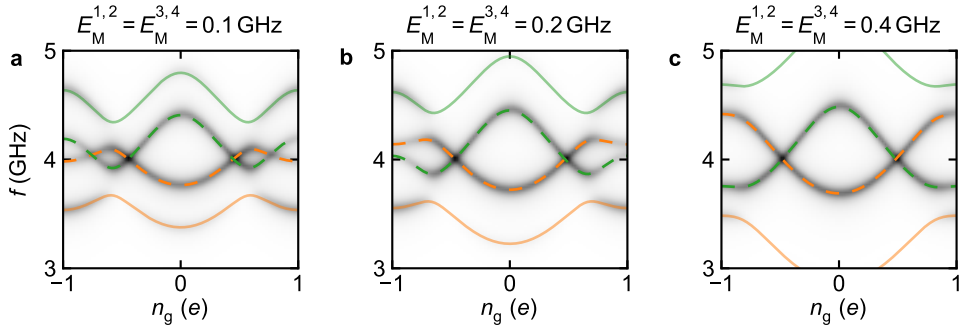 E_M^{1,2} = E_M^{3,4} = 0.1 GHz
E_M^{1,2} = E_M^{3,4} = 0.2 GHz
E_M^{1,2} = E_M^{3,4} = 0.4 GHz
a
b
c
f (GHz)
5
4
3
−1
0
1
n_g (e)
5
4
3
−1
0
1
n_g (e)
5
4
3
−1
0
1
n_g (e)